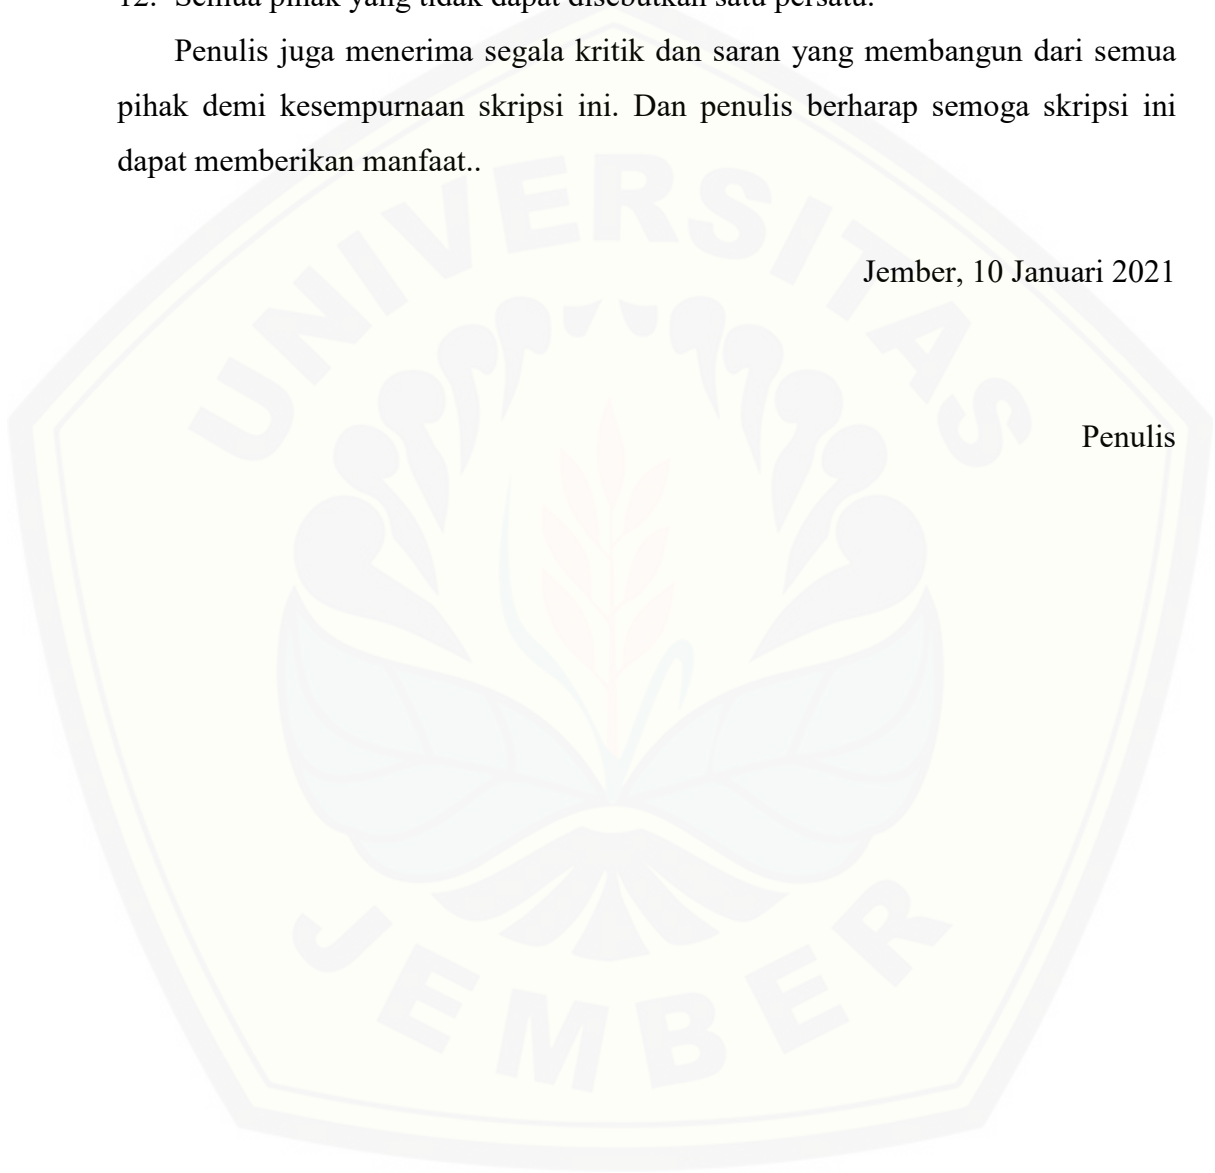 12. Semua pihak yang tidak dapat disebutkan satu persatu.
Penulis juga menerima segala kritik dan saran yang membangun dari semua
pihak demi kesempurnaan skripsi ini. Dan penulis berharap semoga skripsi ini
dapat memberikan manfaat..
Jember, 10 Januari 2021
Penulis
UNIVERSITAS
JEMBER